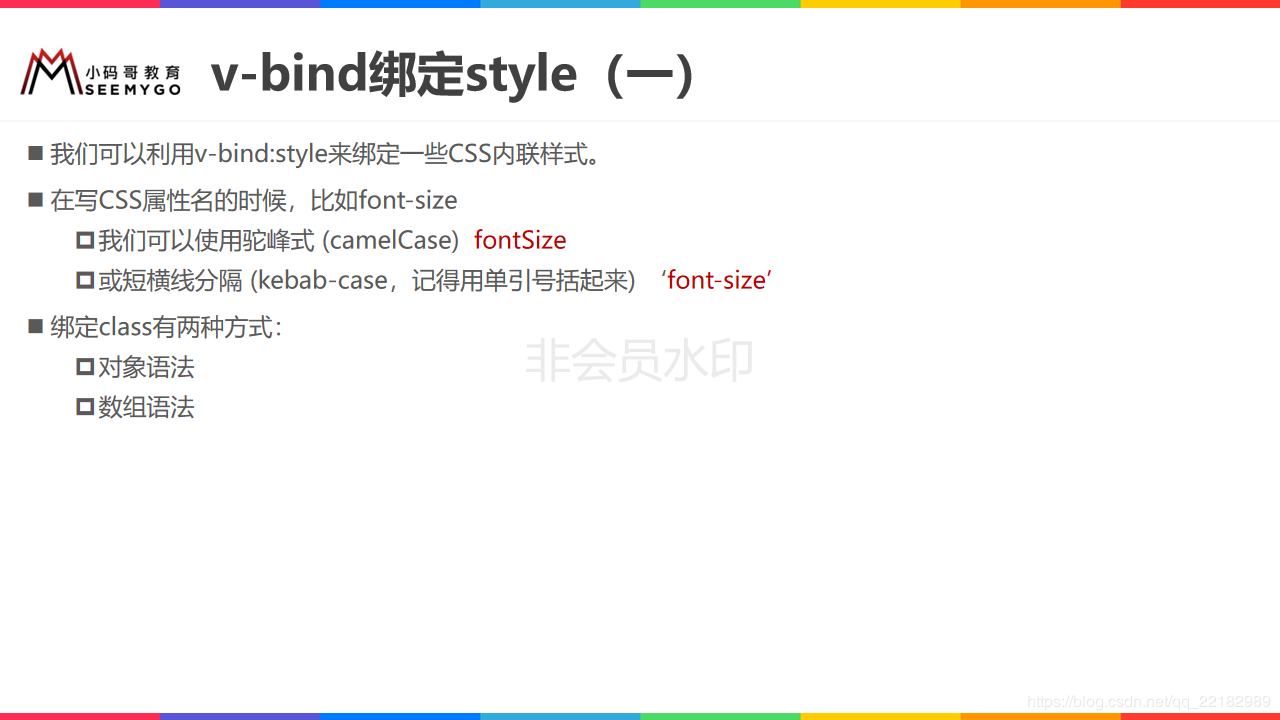 小码哥教育
SEEMYGO
v-bind绑定style（一）
我们可以利用v-bind:style来绑定一些CSS内联样式。
在写CSS属性名的时候，比如font-size
我们可以使用驼峰式 (camelCase)  fontSize
或短横线分隔 (kebab-case，记得用单引号括起来) ‘font-size’
绑定class有两种方式：
对象语法
数组语法
非会员水印
https://blog.csdn.net/qq_22182989